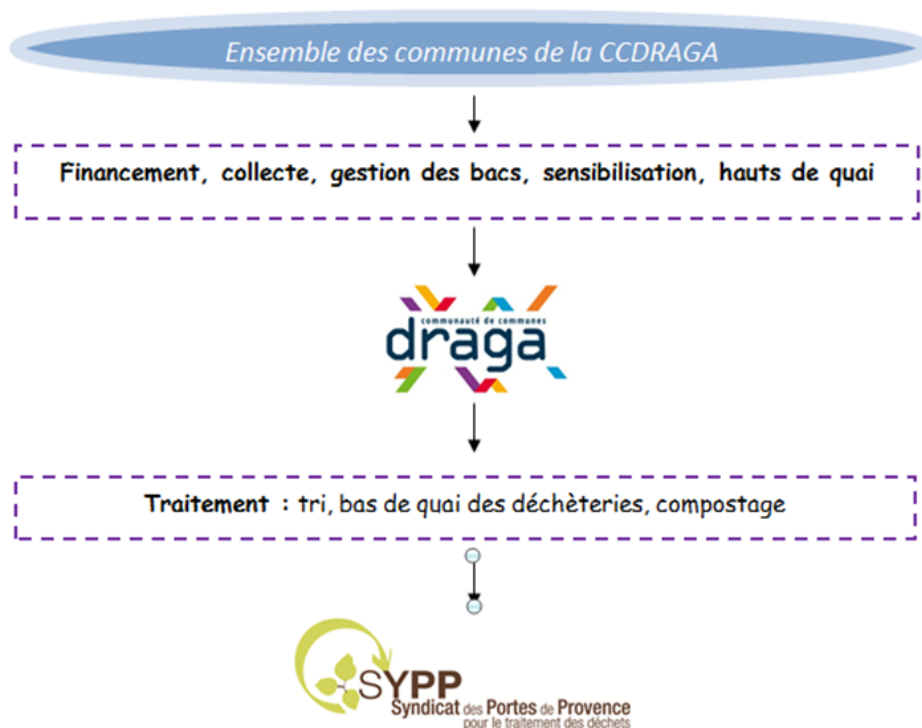 Ensemble des communes de la CCDRAGA
Financement, collecte, gestion des bacs, sensibilisation, hauts de quai
communauté de communes
draga
Traitement : tri, bas de quai des déchèteries, compostage
SYPP
Syndicat des Portes de Provence
pour le traitement des déchets